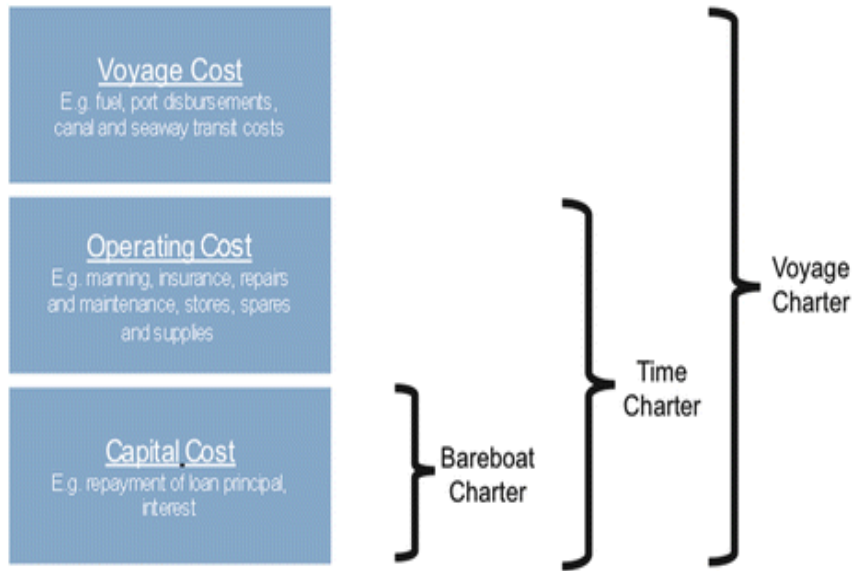 Voyage Cost
E.g. fuel, port disbursements,
canal and seaway transit costs
Operating Cost
E.g. manning, insurance, repairs
and maintenance, stores, spares
and supplies
Capital Cost
E.g. repayment of loan principal,
interest
Bareboat
Charter
Time
Charter
Voyage
Charter